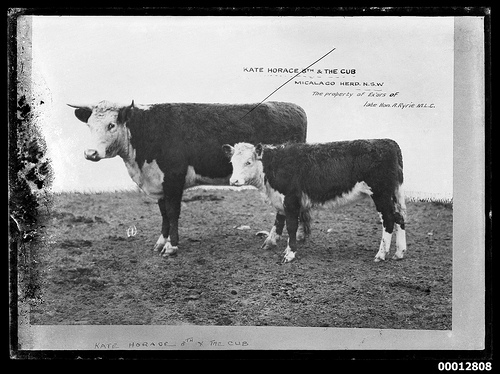 KATE HORACE 8TH & THE CUB
MICALAGO HERD. N.S.W
The property of Exors of
late Hon. A. Ryrie M.L.C.
KATE HORACE 8TH & THE CUB
00012808